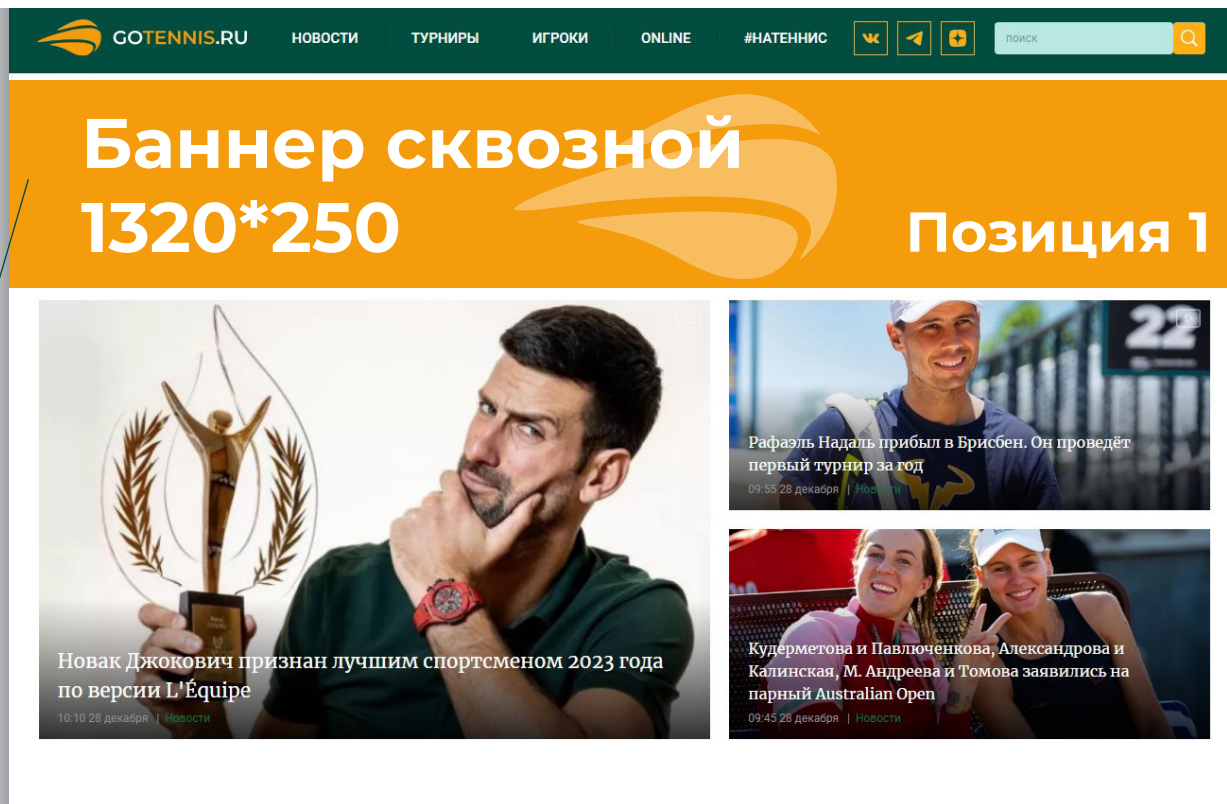 GOTENNIS.RU
НОВОСТИ
ТУРНИРЫ
ИГРОКИ
ONLINE
#НАТЕННИС
поиск
Баннер сквозной
1320*250
Позиция 1
22
Новак Джокович признан лучшим спортсменом 2023 года
по версии L'Équipe
10:10 28 декабря | Новости
Рафаэль Надаль прибыл в Брисбен. Он проведёт
первый турнир за год
09:55 28 декабря | Новости
Кудерметова и Павлюченкова, Александрова и
Калинская, М. Андреева и Томова заявились на
парный Australian Open
09:45 28 декабря | Новости